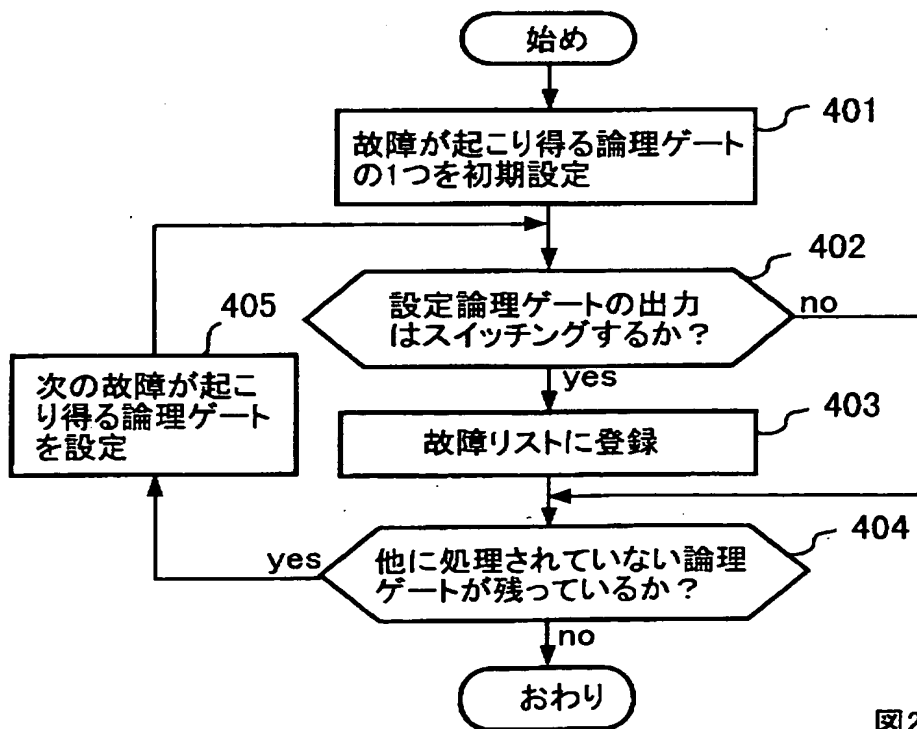 始め
401
故障が起こり得る論理ゲート
の1つを初期設定
402
設定論理ゲートの出力
はスイッチングするか?
no
yes
405
次の故障が起こ
り得る論理ゲート
を設定
403
故障リストに登録
404
他に処理されていない論理
ゲートが残っているか?
yes
no
おわり
図2